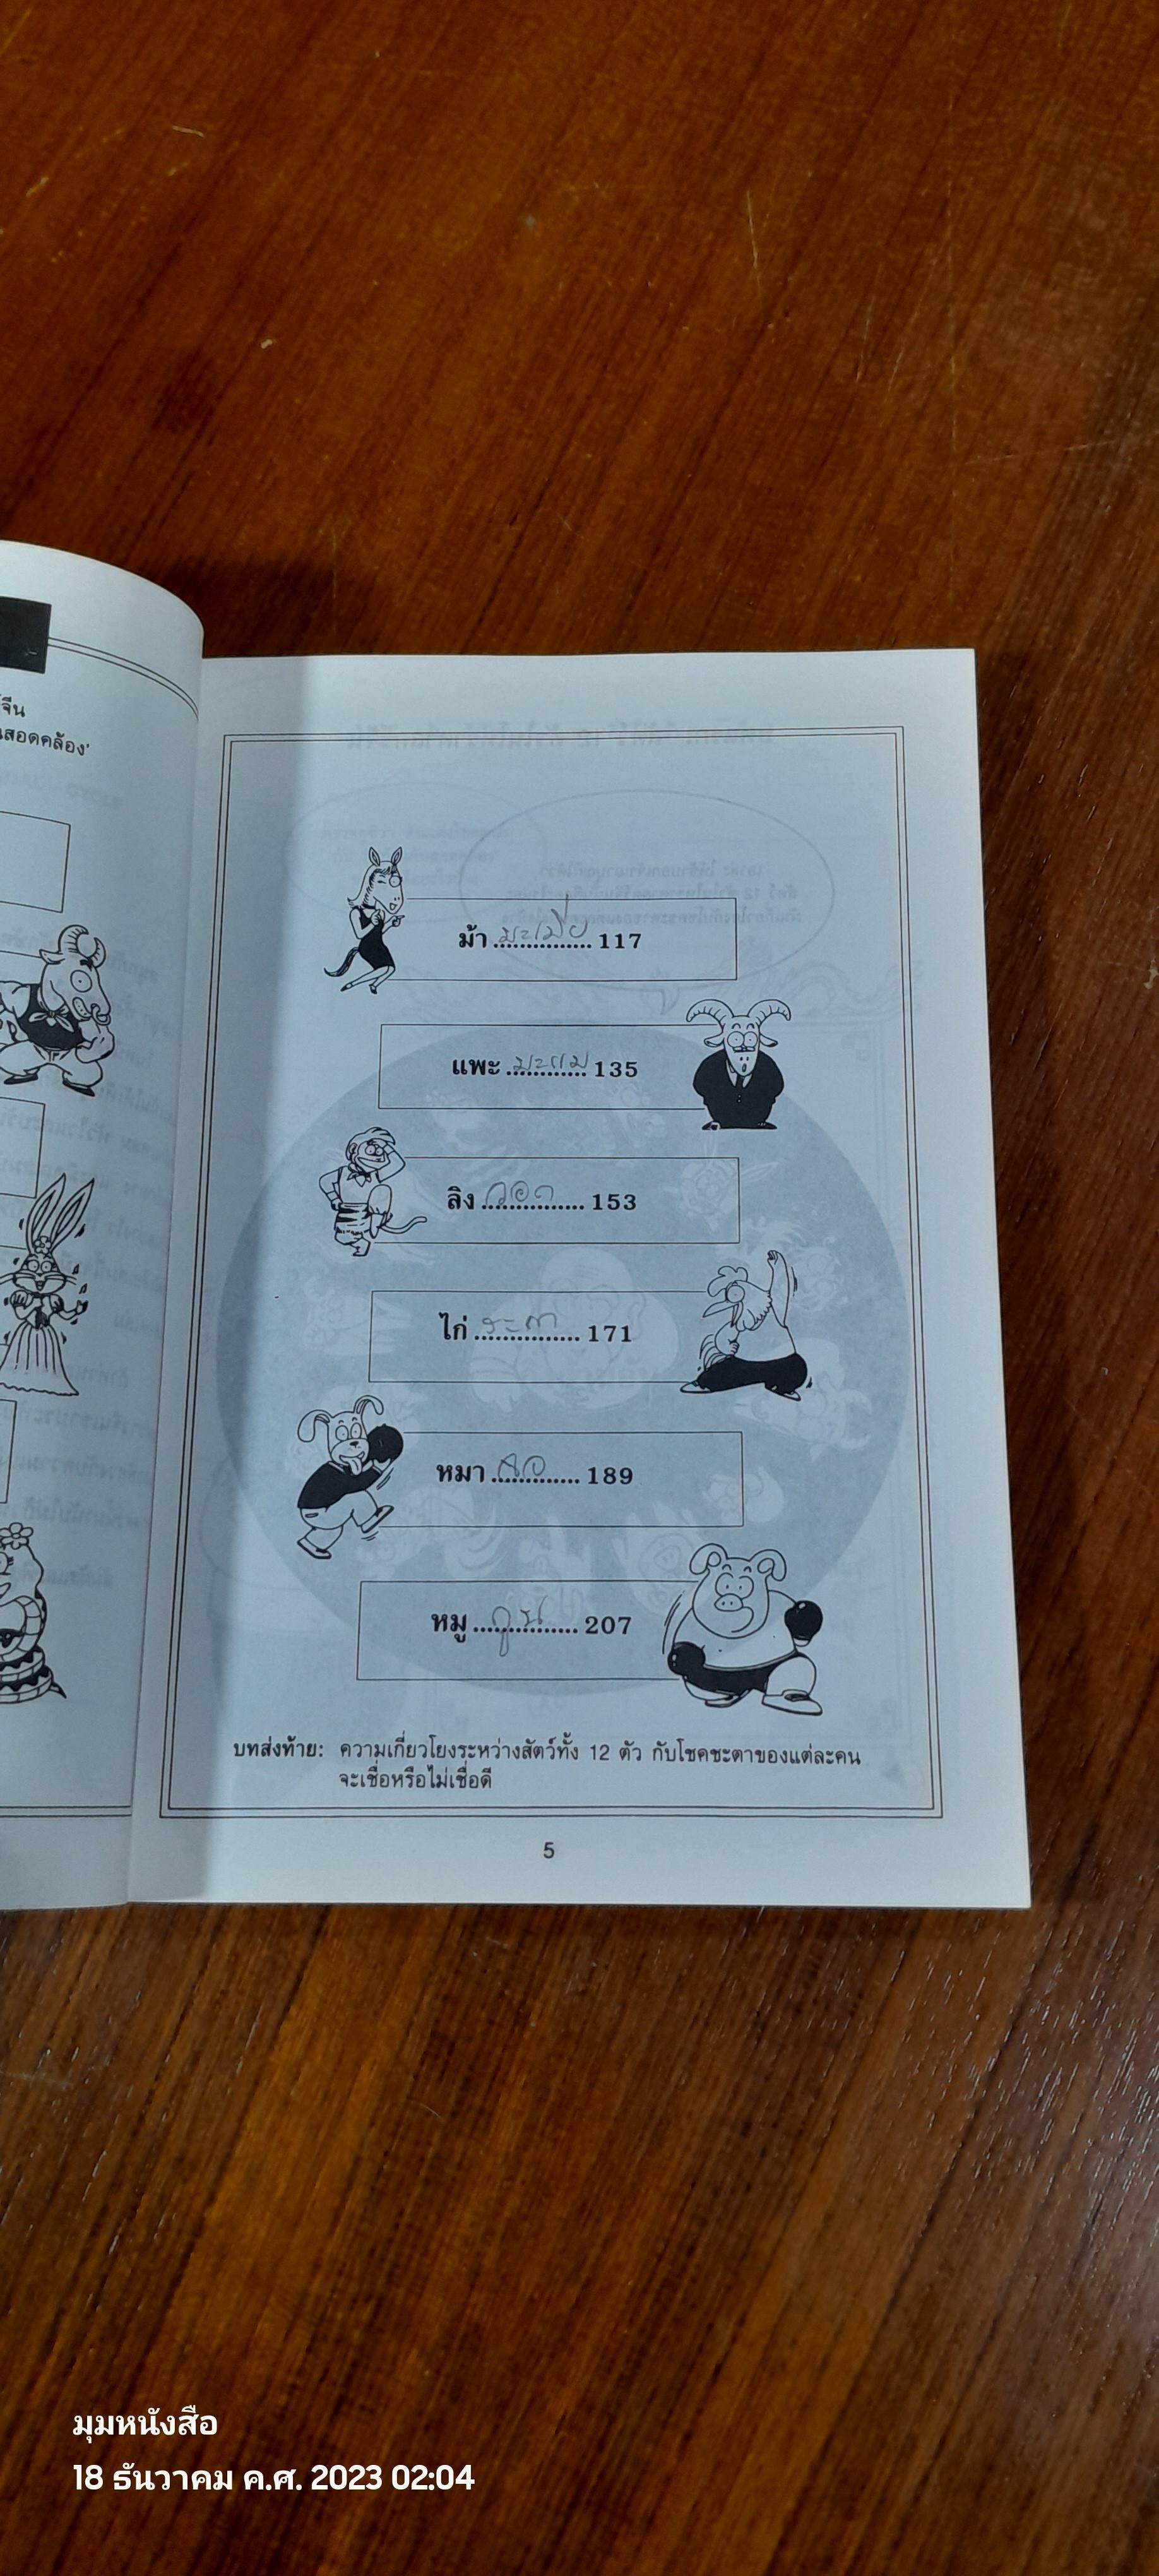 จีน
นสอดคล้อง'
ม้า ............... 117
มะเมีย
แพะ ............ 135
มะแม
ลิง ............... 153
วอก
ไก่ ............... 171
ระกา
หมา ............. 189
จอ
หมู ............... 207
กุน
บทส่งท้าย: ความเกี่ยวโยงระหว่างสัตว์ทั้ง 12 ตัว กับโชคชะตาของแต่ละคน
จะเชื่อหรือไม่เชื่อดี
5
มุมหนังสือ
18 ธันวาคม ค.ศ. 2023 02:04